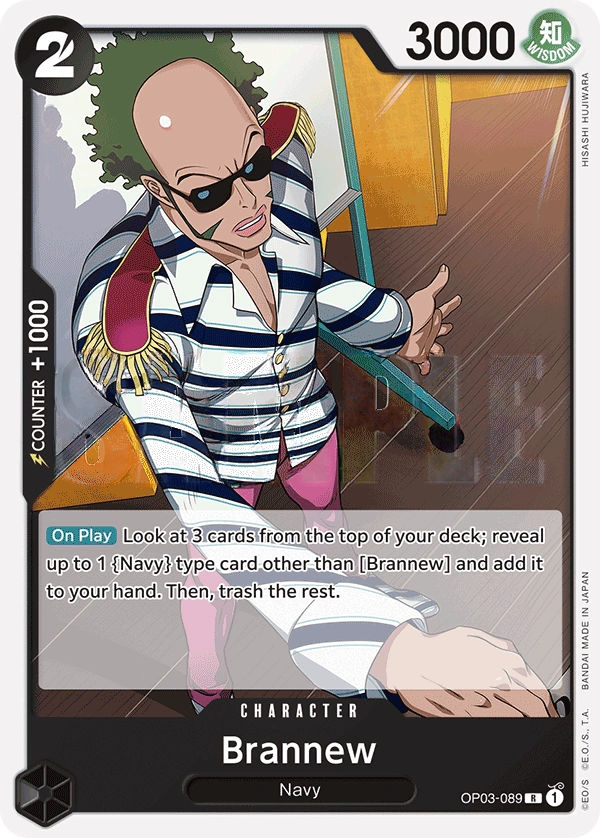 2
3000
知
WISDOM
HISASHI HUJIWARA
COUNTER +1000
SAMPLE
On Play Look at 3 cards from the top of your deck; reveal
up to 1 {Navy} type card other than [Brannew] and add it
to your hand. Then, trash the rest.
CHARACTER
Brannew
Navy
OP03-089 R 1
©EO/S ©E.O./S., T.A. BANDAI MADE IN JAPAN